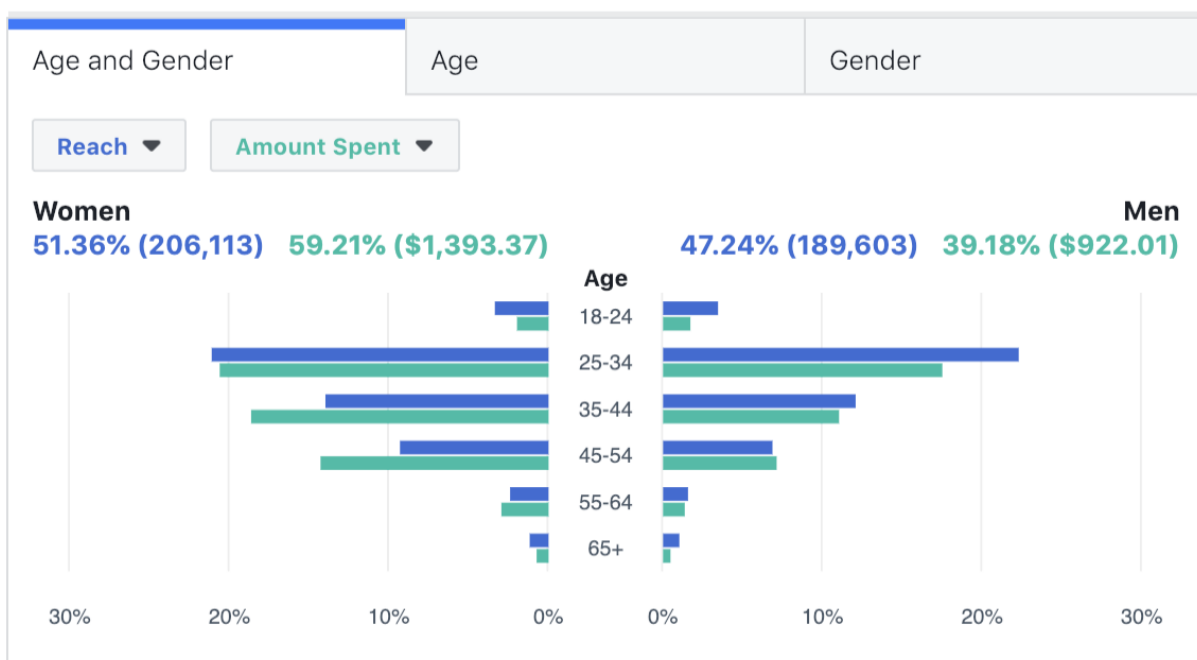 Age and Gender Age Gender
Reach Amount Spent
Women Men
51.36% (206,113) 59.21% ($1,393.37) 47.24% (189,603) 39.18% ($922.01)
Age
18-24
25-34
35-44
45-54
55-64
65+
30% 20% 10% 0% 0% 10% 20% 30%